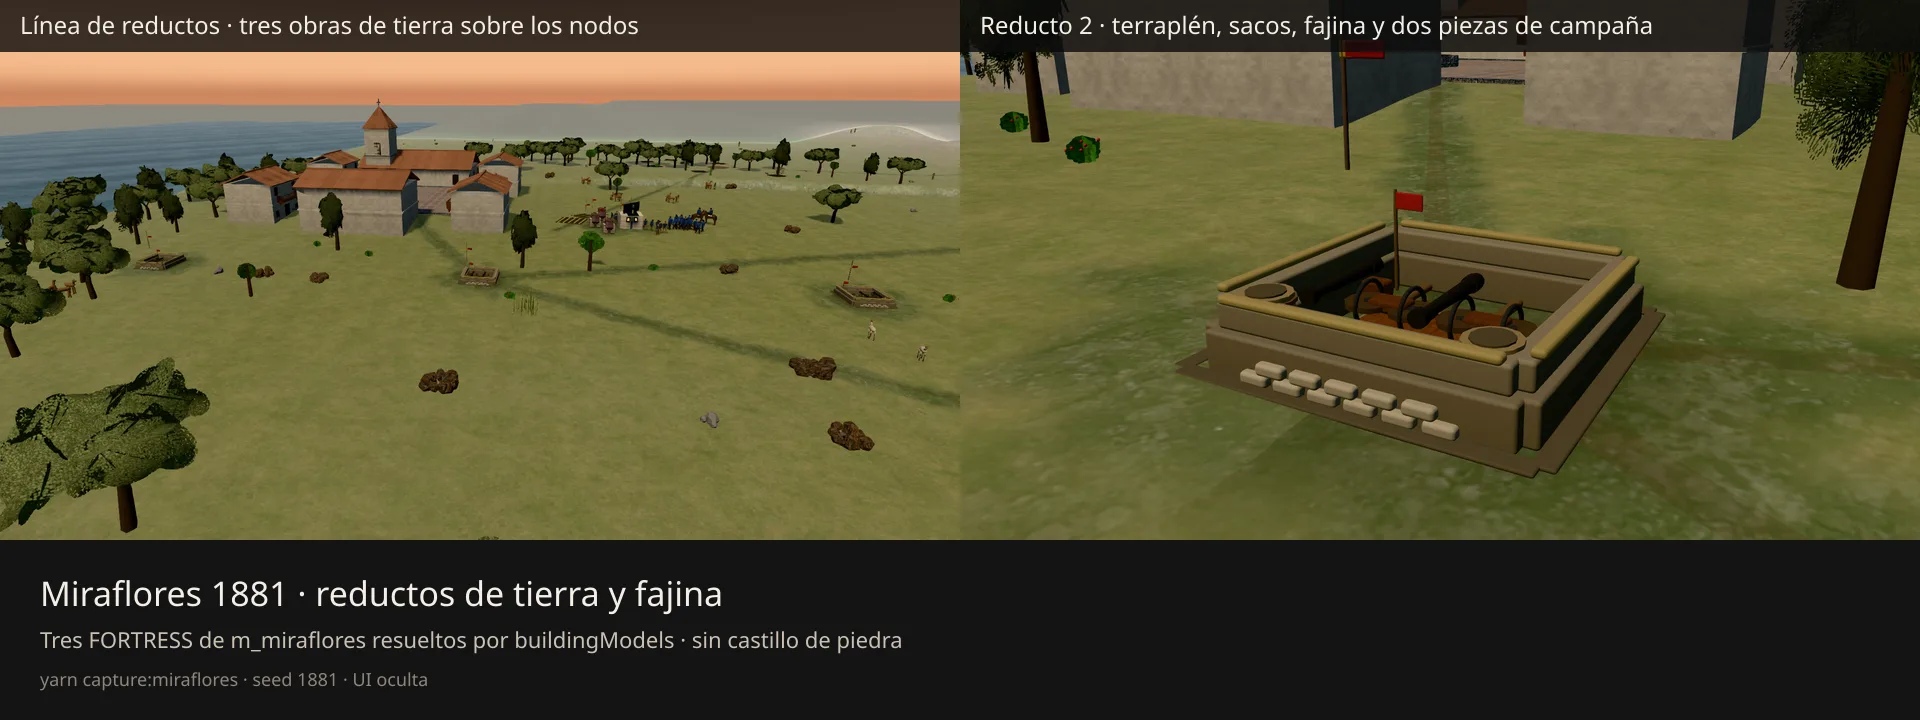 Línea de reductos · tres obras de tierra sobre los nodos
Reducto 2 · terraplén, sacos, fajina y dos piezas de campaña
Miraflores 1881 · reductos de tierra y fajina
Tres FORTRESS de m_miraflores resueltos por buildingModels · sin castillo de piedra
yarn capture:miraflores · seed 1881 · UI oculta